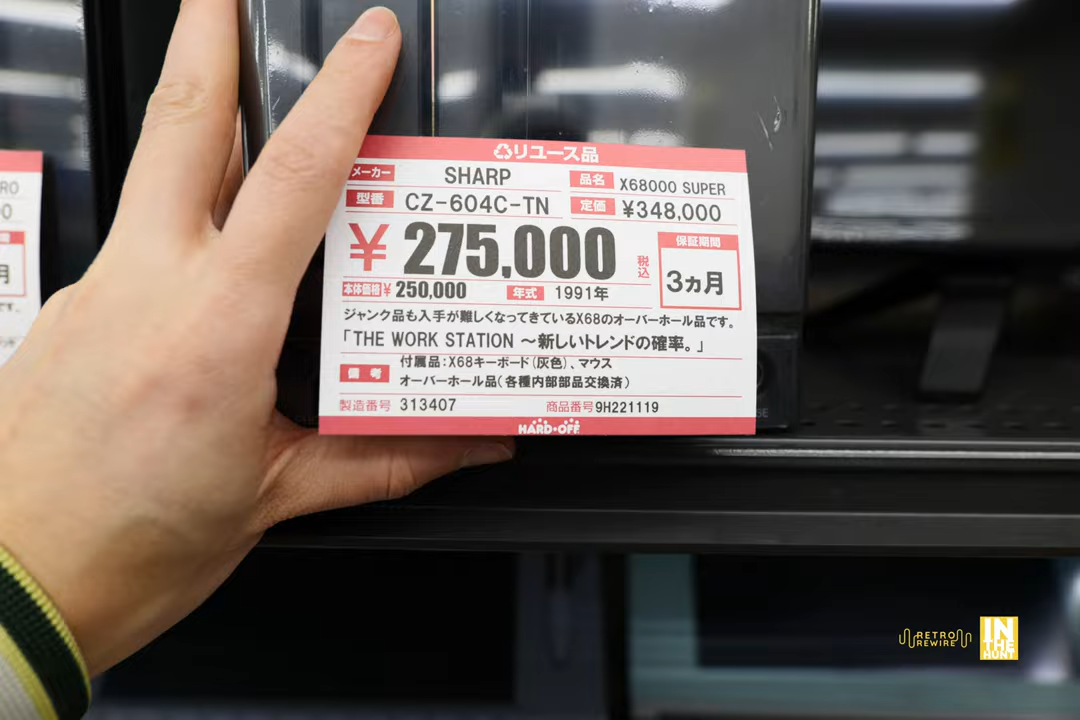 リユース品
メーカー SHARP 品名 X68000 SUPER
型番 CZ-604C-TN 定価 ¥348,000
¥275,000 税込 保証期間
3ヵ月
本体価格¥ 250,000 年式 1991年
ジャンク品も入手が難しくなってきているX68のオーバーホール品です。
「THE WORK STATION ～新しいトレンドの確率。」
備考 付属品：X68キーボード(灰色)、マウス
オーバーホール品(各種内部部品交換済)
製造番号 313407 商品番号 9H221119
HARD・OFF
RO
0
月
す。
SE
RETRO
REWIRE
IN
THE
HUNT